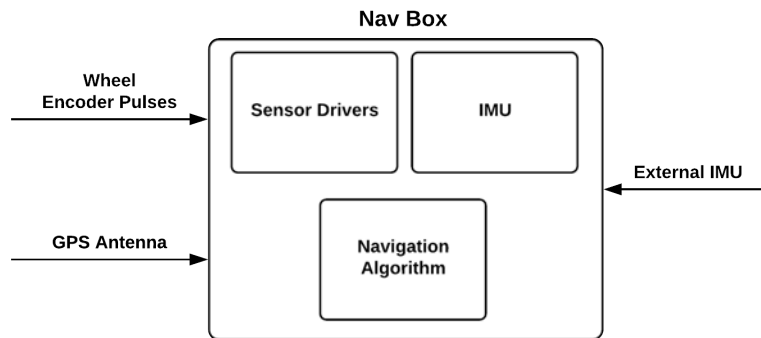 Nav Box
Wheel
Encoder Pulses
Sensor Drivers
IMU
External IMU
GPS Antenna
Navigation
Algorithm